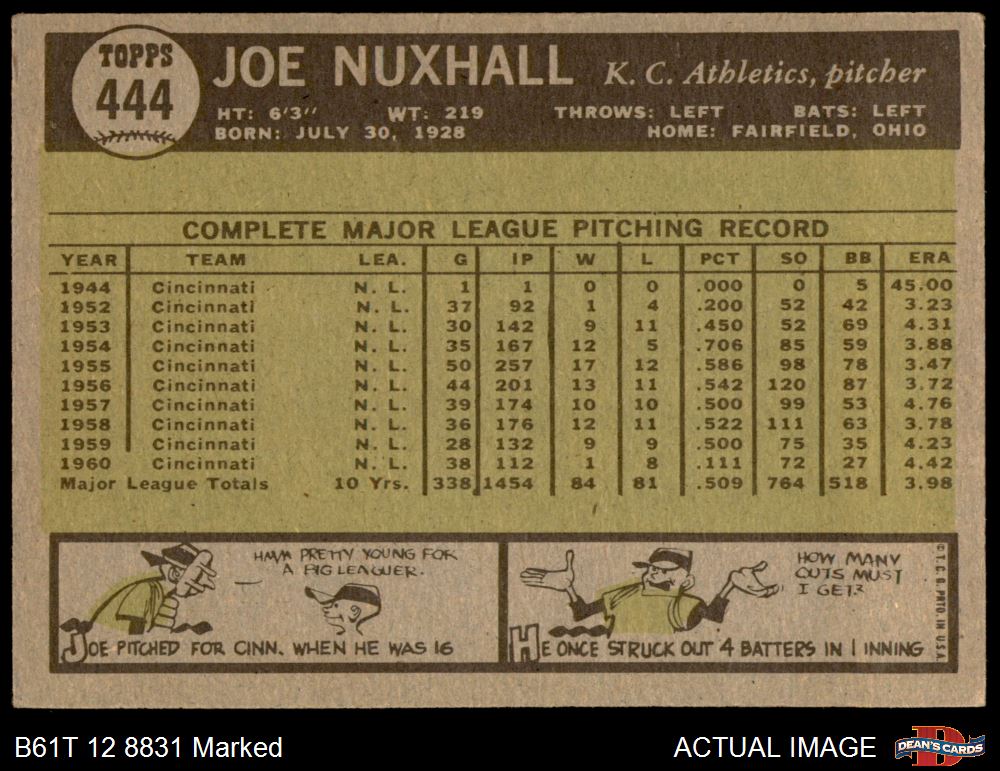 TOPPS
444
JOE NUXHALL K. C. Athletics, pitcher
HT: 6'3" WT: 219 THROWS: LEFT BATS: LEFT
BORN: JULY 30, 1928 HOME: FAIRFIELD, OHIO
COMPLETE MAJOR LEAGUE PITCHING RECORD
YEAR TEAM LEA. G IP W L PCT SO BB ERA
1944 Cincinnati N. L. 1 1 0 0 .000 0 5 45.00
1952 Cincinnati N. L. 37 92 1 4 .200 52 42 3.23
1953 Cincinnati N. L. 30 142 9 11 .450 52 69 4.31
1954 Cincinnati N. L. 35 167 12 5 .706 85 59 3.88
1955 Cincinnati N. L. 50 257 17 12 .586 98 78 3.47
1956 Cincinnati N. L. 44 201 13 11 .542 120 87 3.72
1957 Cincinnati N. L. 39 174 10 10 .500 99 53 4.76
1958 Cincinnati N. L. 36 176 12 11 .522 111 63 3.78
1959 Cincinnati N. L. 28 132 9 9 .500 75 35 4.23
1960 Cincinnati N. L. 38 112 1 8 .111 72 27 4.42
Major League Totals 10 Yrs. 338 1454 84 81 .509 764 518 3.98
HMM PRETTY YOUNG FOR
A BIG LEAGUER.
JOE PITCHED FOR CINN. WHEN HE WAS 16
HOW MANY
OUTS MUST
I GET?
HE ONCE STRUCK OUT 4 BATTERS IN 1 INNING
© T. C. G. PRTD. IN U.S.A.
B61T 12 8831 Marked
ACTUAL IMAGE
D
DEAN'S CARDS